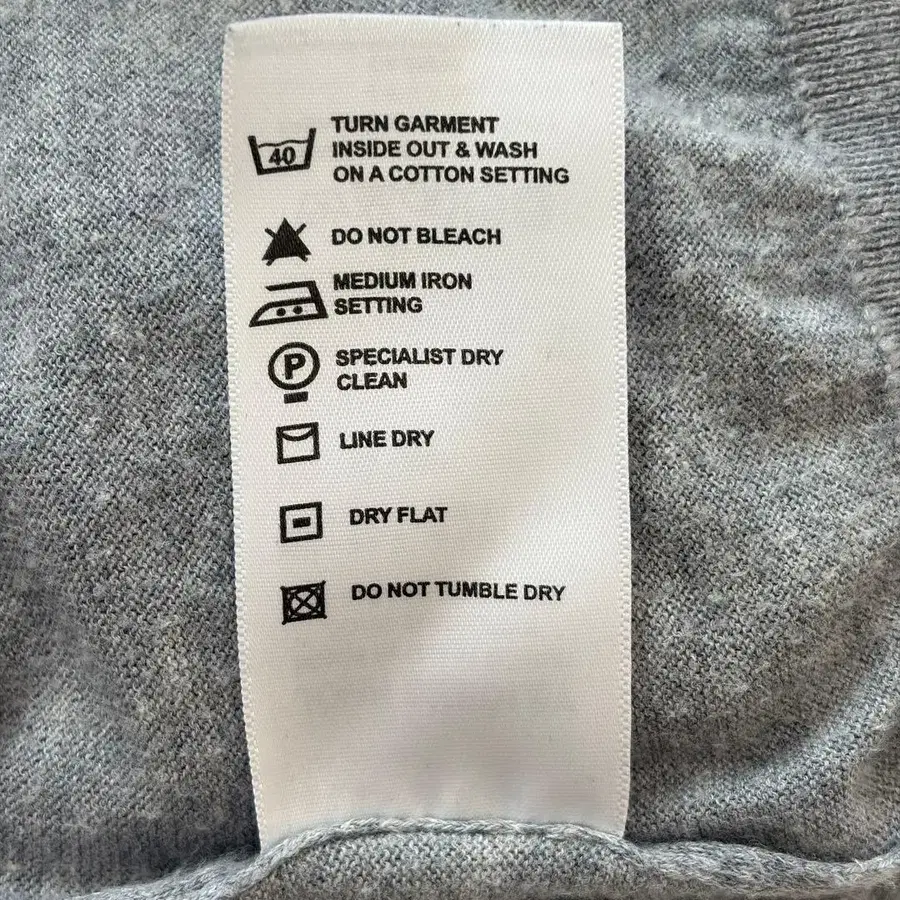 40
TURN GARMENT
INSIDE OUT & WASH
ON A COTTON SETTING
DO NOT BLEACH
MEDIUM IRON
SETTING
P
SPECIALIST DRY
CLEAN
LINE DRY
DRY FLAT
DO NOT TUMBLE DRY